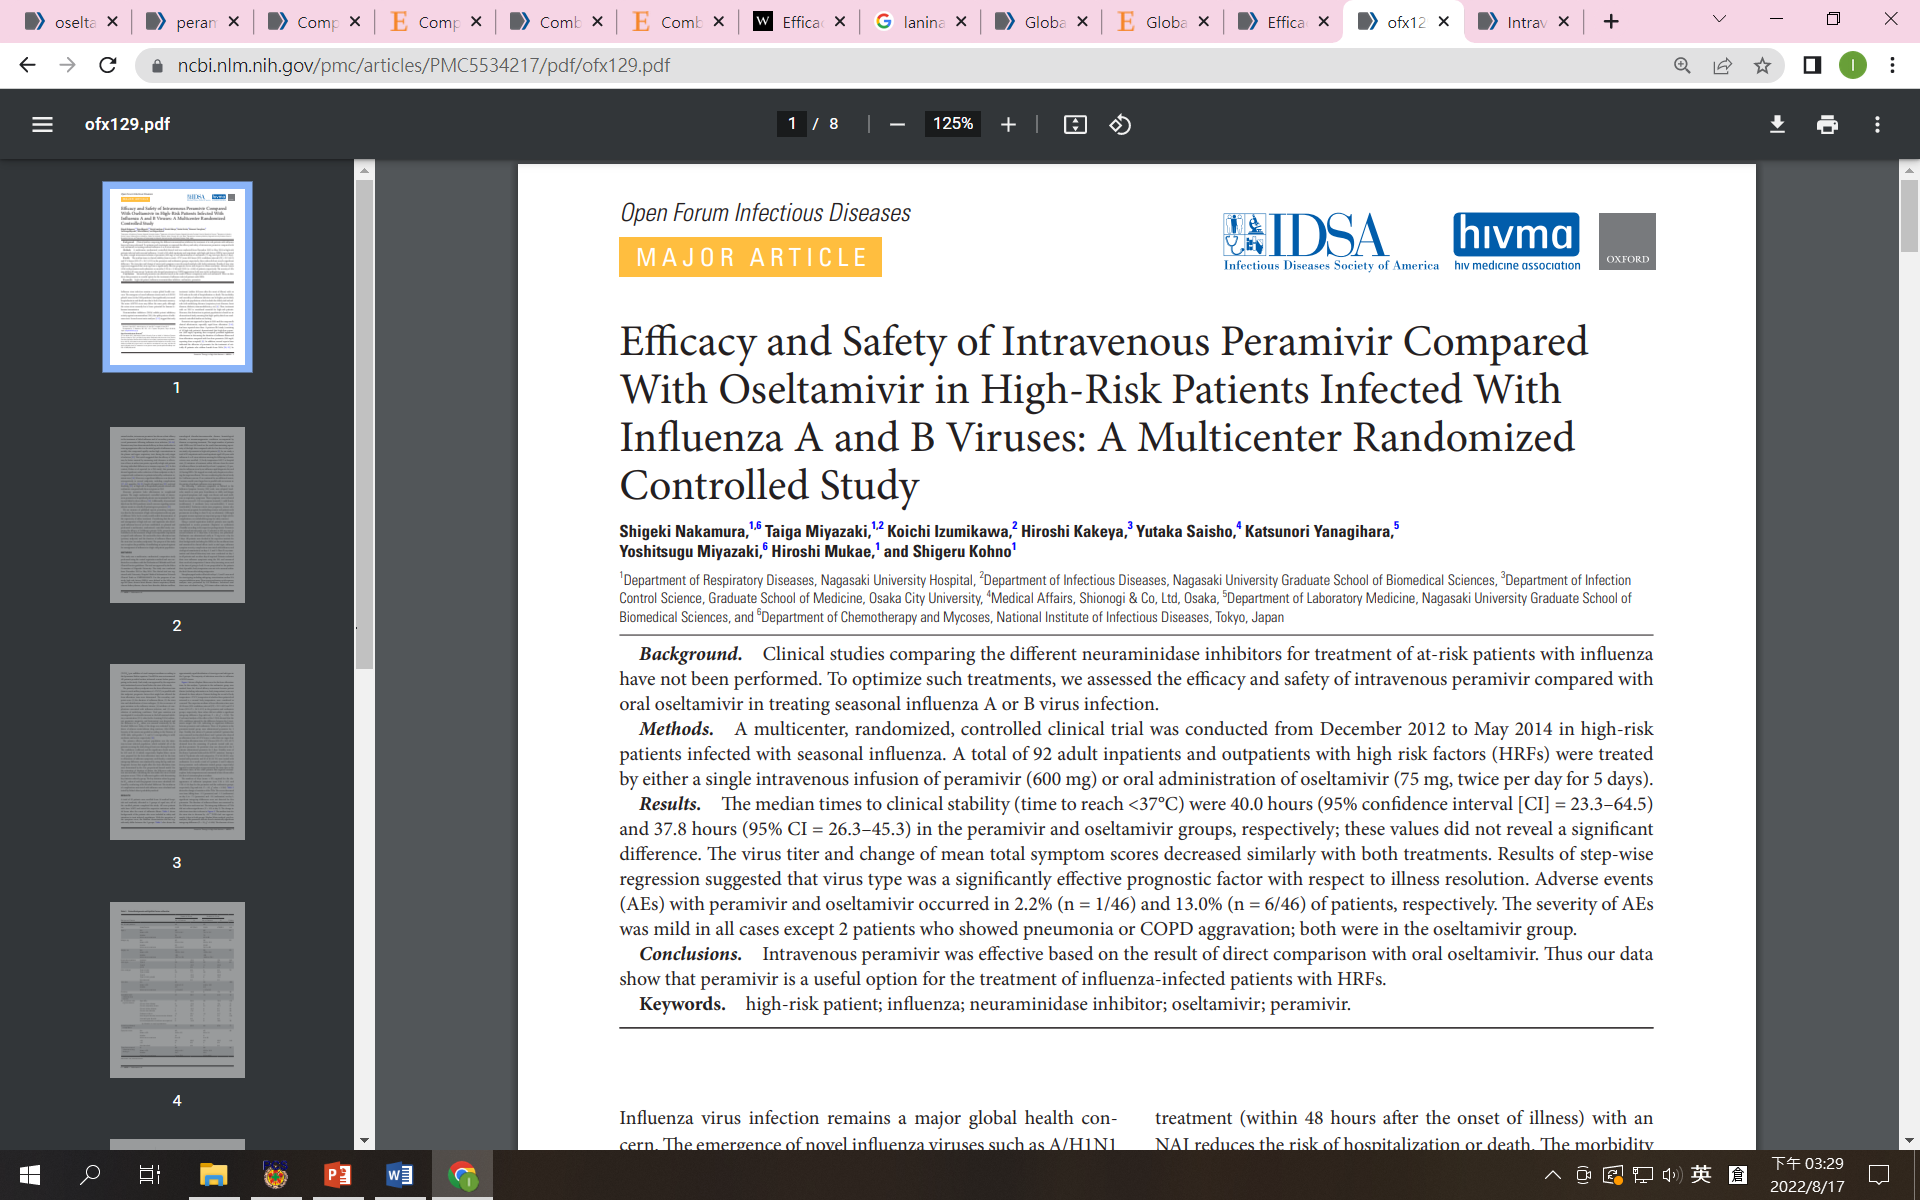 oselta
peram
Comp
Comp
Comb
Comb
Effica
lanina
Globa
Globa
Effica
ofx12
Intrav
ncbi.nlm.nih.gov/pmc/articles/PMC5534217/pdf/ofx129.pdf
I
ofx129.pdf
1 / 8
125%
1
2
3
4
Open Forum Infectious Diseases
MAJOR ARTICLE
IDSA
Infectious Diseases Society of America
hivma
hiv medicine association
OXFORD
Efficacy and Safety of Intravenous Peramivir Compared
With Oseltamivir in High-Risk Patients Infected With
Influenza A and B Viruses: A Multicenter Randomized
Controlled Study
Shigeki Nakamura,1,6 Taiga Miyazaki,1,2 Koichi Izumikawa,2 Hiroshi Kakeya,3 Yutaka Saisho,4 Katsunori Yanagihara,5
Yoshitsugu Miyazaki,6 Hiroshi Mukae,1 and Shigeru Kohno1
1Department of Respiratory Diseases, Nagasaki University Hospital, 2Department of Infectious Diseases, Nagasaki University Graduate School of Biomedical Sciences, 3Department of Infection
Control Science, Graduate School of Medicine, Osaka City University, 4Medical Affairs, Shionogi & Co, Ltd, Osaka, 5Department of Laboratory Medicine, Nagasaki University Graduate School of
Biomedical Sciences, and 6Department of Chemotherapy and Mycoses, National Institute of Infectious Diseases, Tokyo, Japan
Background. Clinical studies comparing the different neuraminidase inhibitors for treatment of at-risk patients with influenza
have not been performed. To optimize such treatments, we assessed the efficacy and safety of intravenous peramivir compared with
oral oseltamivir in treating seasonal influenza A or B virus infection.
Methods. A multicenter, randomized, controlled clinical trial was conducted from December 2012 to May 2014 in high-risk
patients infected with seasonal influenza. A total of 92 adult inpatients and outpatients with high risk factors (HRFs) were treated
by either a single intravenous infusion of peramivir (600 mg) or oral administration of oseltamivir (75 mg, twice per day for 5 days).
Results. The median times to clinical stability (time to reach <37°C) were 40.0 hours (95% confidence interval [CI] = 23.3–64.5)
and 37.8 hours (95% CI = 26.3–45.3) in the peramivir and oseltamivir groups, respectively; these values did not reveal a significant
difference. The virus titer and change of mean total symptom scores decreased similarly with both treatments. Results of step-wise
regression suggested that virus type was a significantly effective prognostic factor with respect to illness resolution. Adverse events
(AEs) with peramivir and oseltamivir occurred in 2.2% (n = 1/46) and 13.0% (n = 6/46) of patients, respectively. The severity of AEs
was mild in all cases except 2 patients who showed pneumonia or COPD aggravation; both were in the oseltamivir group.
Conclusions. Intravenous peramivir was effective based on the result of direct comparison with oral oseltamivir. Thus our data
show that peramivir is a useful option for the treatment of influenza-infected patients with HRFs.
Keywords. high-risk patient; influenza; neuraminidase inhibitor; oseltamivir; peramivir.
Influenza virus infection remains a major global health con-
cern. The emergence of novel influenza viruses such as A/H1N1
treatment (within 48 hours after the onset of illness) with an
NAI reduces the risk of hospitalization or death. The morbidity
英
倉
下午 03:29
2022/8/17